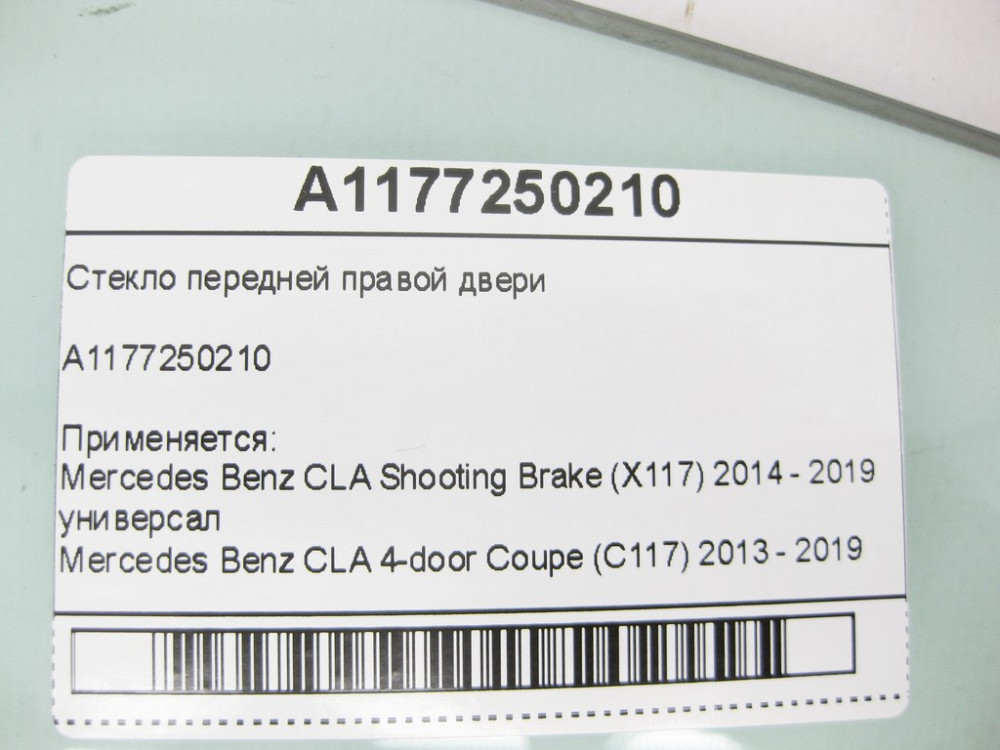 A1177250210
Стекло передней правой двери
A1177250210
Применяется:
Mercedes Benz CLA Shooting Brake (X117) 2014 - 2019
универсал
Mercedes Benz CLA 4-door Coupe (C117) 2013 - 2019